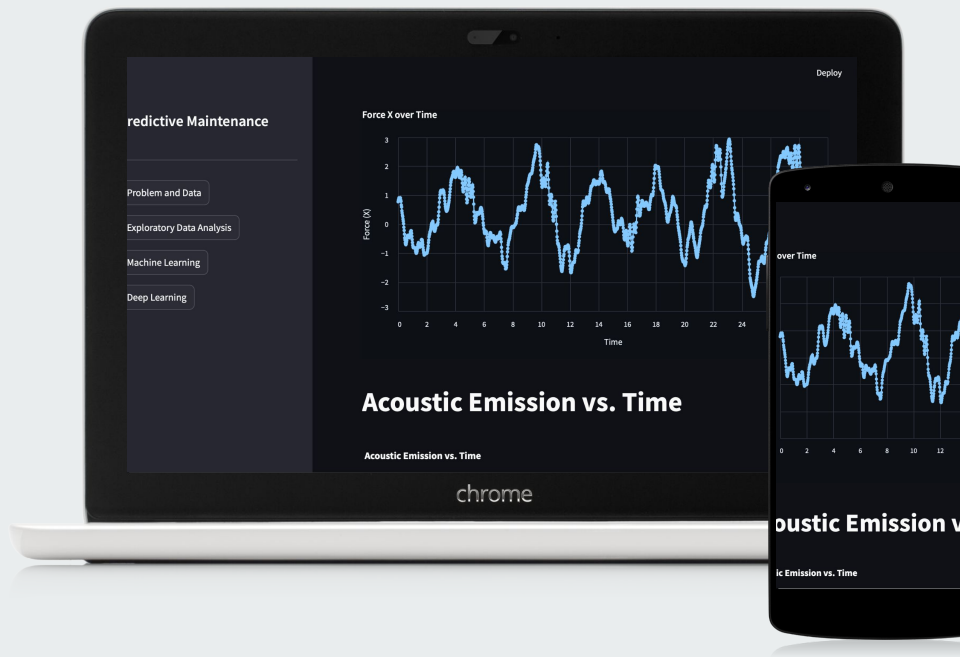 Deploy
redictive Maintenance
Problem and Data
Exploratory Data Analysis
Machine Learning
Deep Learning
Force X over Time
3
2
1
0
−1
−2
−3
Force (X)
0 2 4 6 8 10 12 14 16 18 20 22 24
Time
Acoustic Emission vs. Time
Acoustic Emission vs. Time
chrome
over Time
0 2 4 6 8 10 12
oustic Emission v
ic Emission vs. Time